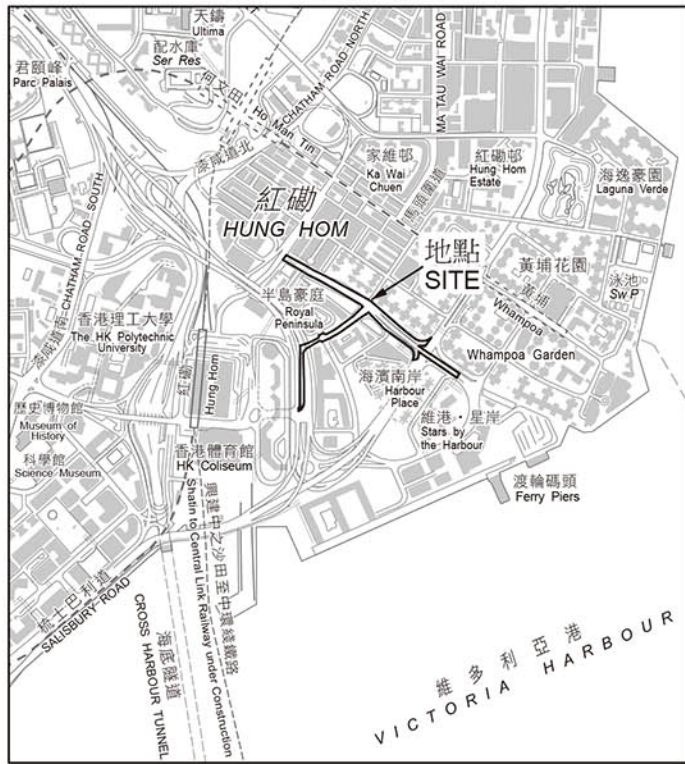 天鑄
Ultima
配水庫
Ser Res
君頤峰
Parc Palais
何文田
Ho Man Tin
CHATHAM ROAD NORTH
漆咸道北
MA TAU WAI ROAD
馬頭圍道
家維邨
Ka Wai
Chuen
紅磡邨
Hung Hom
Estate
海逸豪園
Laguna Verde
紅磡
HUNG HOM
地點
SITE
黃埔花園
黃埔
Whampoa
Whampoa Garden
泳池
Sw P
半島豪庭
Royal
Peninsula
漆咸道南
CHATHAM ROAD SOUTH
香港理工大學
The HK Polytechnic
University
紅磡
Hung Hom
海濱南岸
Harbour
Place
維港・星岸
Stars by
the Harbour
歷史博物館
Museum of
History
科學館
Science Museum
香港體育館
HK Coliseum
渡輪碼頭
Ferry Piers
興建中之沙田至中環綫鐵路
Shatin to Central Link Railway under Construction
梳士巴利道
SALISBURY ROAD
海底隧道
CROSS HARBOUR TUNNEL
維多利亞港
VICTORIA HARBOUR